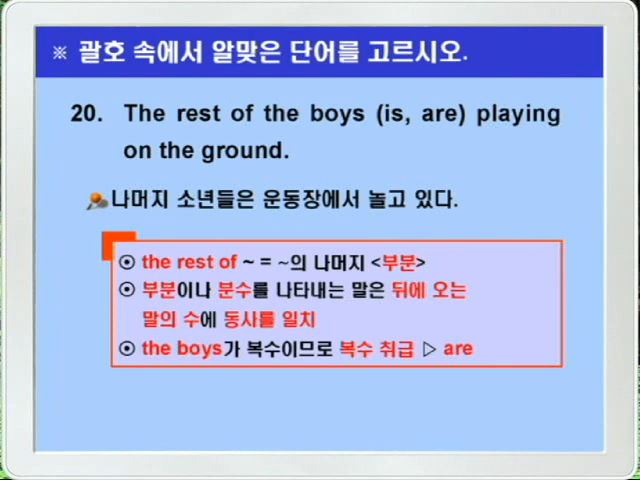 ※ 괄호 속에서 알맞은 단어를 고르시오.
20. The rest of the boys (is, are) playing
on the ground.
나머지 소년들은 운동장에서 놀고 있다.
⊙ the rest of ~ = ~의 나머지 <부분>
⊙ 부분이나 분수를 나타내는 말은 뒤에 오는
말의 수에 동사를 일치
⊙ the boys가 복수이므로 복수 취급 ▷ are